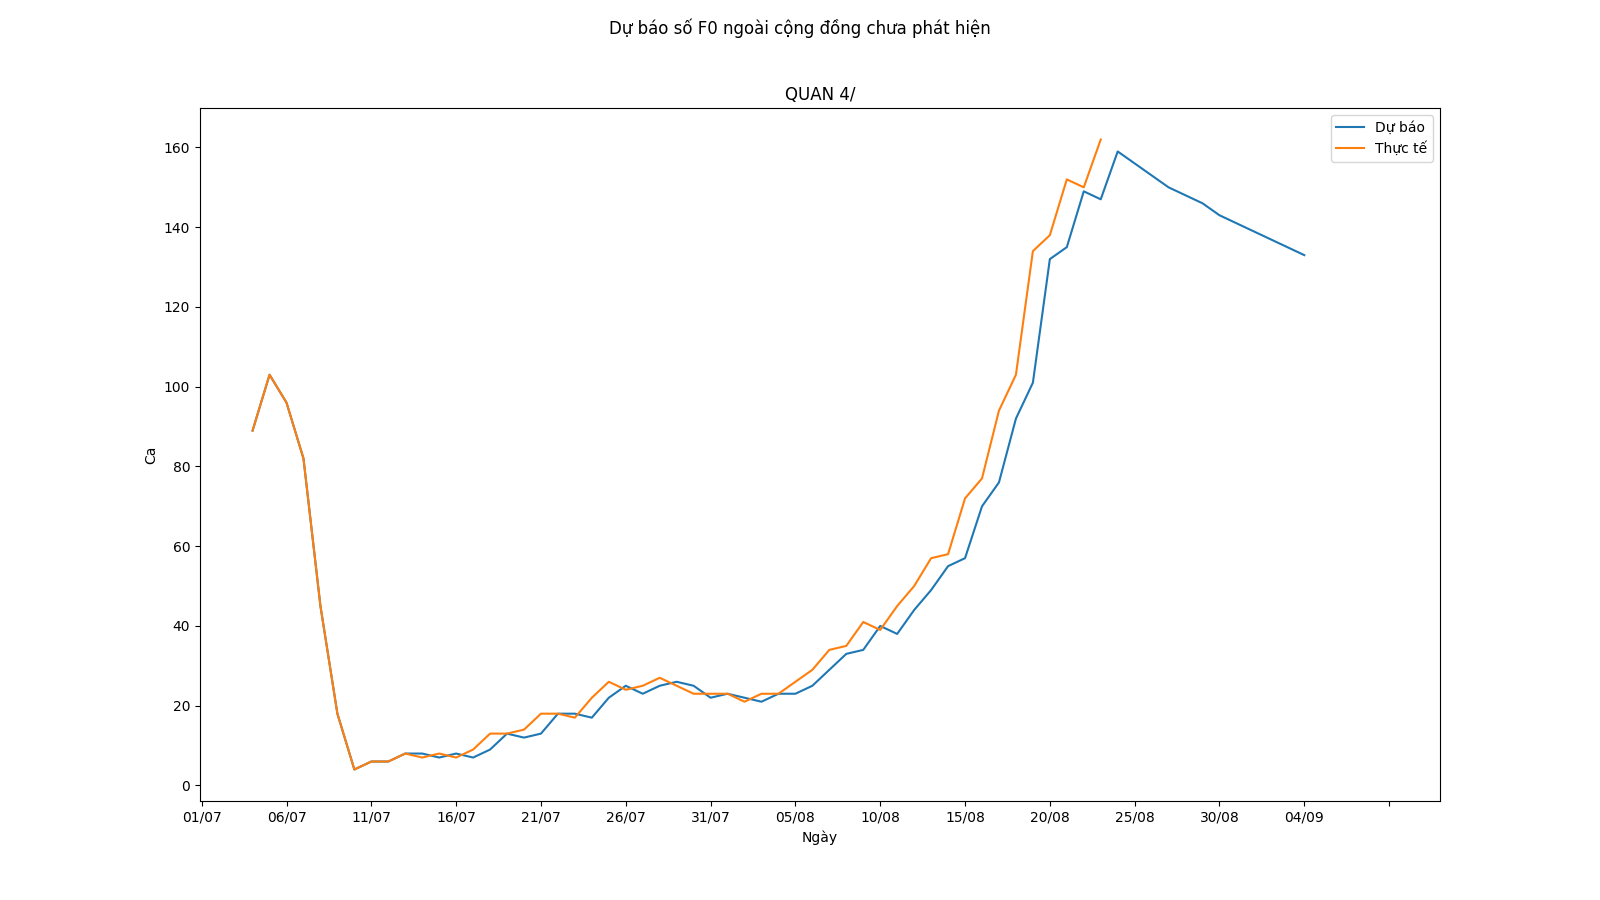 Dự báo số F0 ngoài cộng đồng chưa phát hiện
QUAN 4/
Dự báo
Thực tế
160
140
120
100
80
60
40
20
0
Ca
01/07 06/07 11/07 16/07 21/07 26/07 31/07 05/08 10/08 15/08 20/08 25/08 30/08 04/09
Ngày